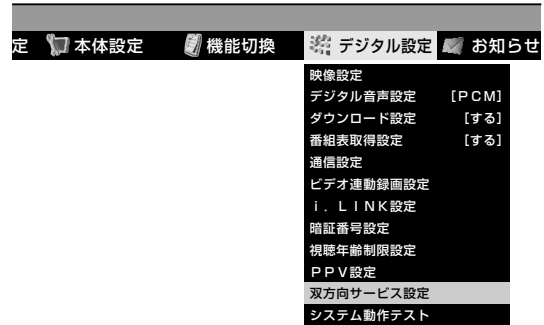 定 本体設定 機能切換 デジタル設定 お知らせ
映像設定
デジタル音声設定 [PCM]
ダウンロード設定 [する]
番組表取得設定 [する]
通信設定
ビデオ連動録画設定
i．LINK設定
暗証番号設定
視聴年齢制限設定
PPV設定
双方向サービス設定
システム動作テスト